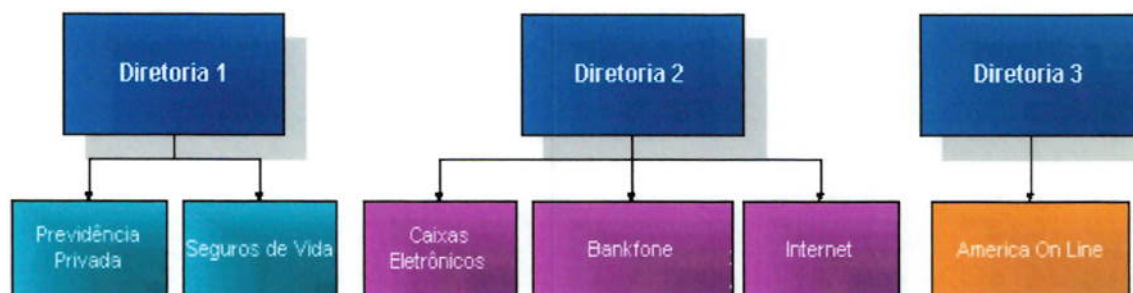 Diretoria 1
Diretoria 2
Diretoria 3
Previdência
Privada
Seguros de Vida
Caixas
Eletrônicos
Bankfone
Internet
America On Line